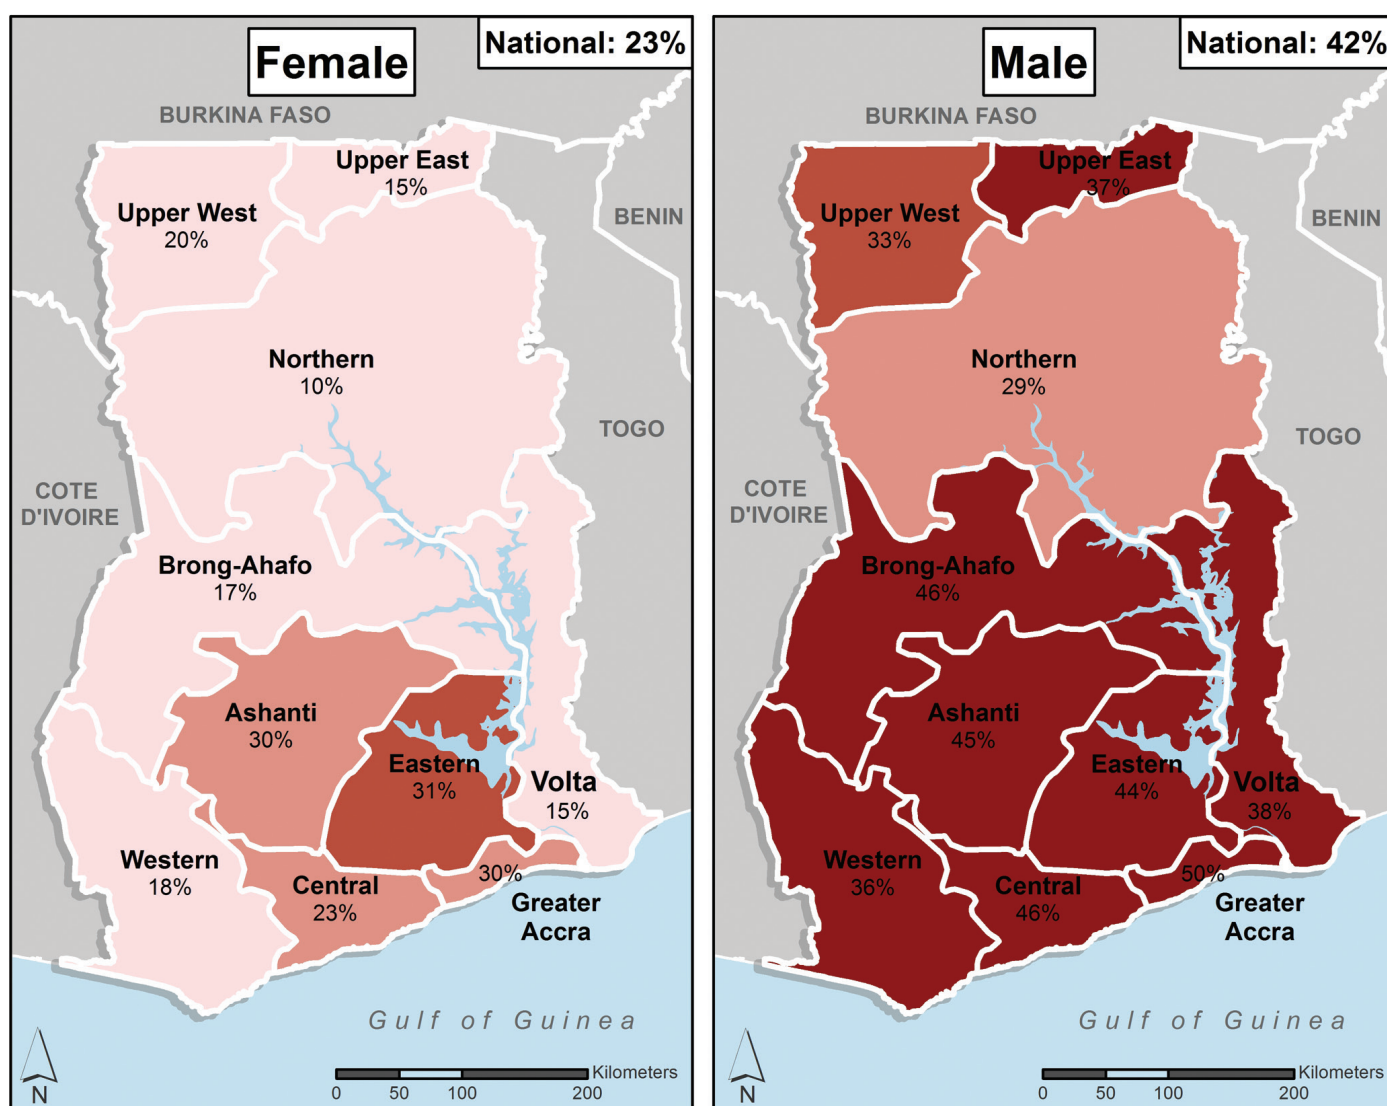 Female
National: 23%
BURKINA FASO
Upper East
15%
Upper West
20%
BENIN
Northern
10%
TOGO
COTE
D'IVOIRE
Brong-Ahafo
17%
Ashanti
30%
Eastern
31%
Volta
15%
Western
18%
Central
23%
30%
Greater
Accra
Gulf of Guinea
N
Kilometers
0 50 100 200
Male
National: 42%
BURKINA FASO
Upper East
37%
Upper West
33%
BENIN
Northern
29%
TOGO
COTE
D'IVOIRE
Brong-Ahafo
46%
Ashanti
45%
Eastern
44%
Volta
38%
Western
36%
Central
46%
50%
Greater
Accra
Gulf of Guinea
N
Kilometers
0 50 100 200